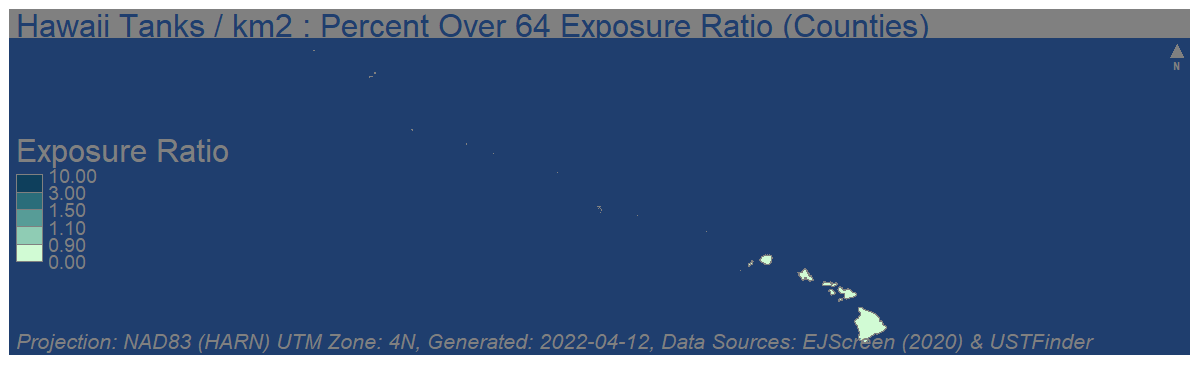 Hawaii Tanks / km2 : Percent Over 64 Exposure Ratio (Counties)
N
Exposure Ratio
10.00
3.00
1.50
1.10
0.90
0.00
Projection: NAD83 (HARN) UTM Zone: 4N, Generated: 2022-04-12, Data Sources: EJScreen (2020) & USTFinder